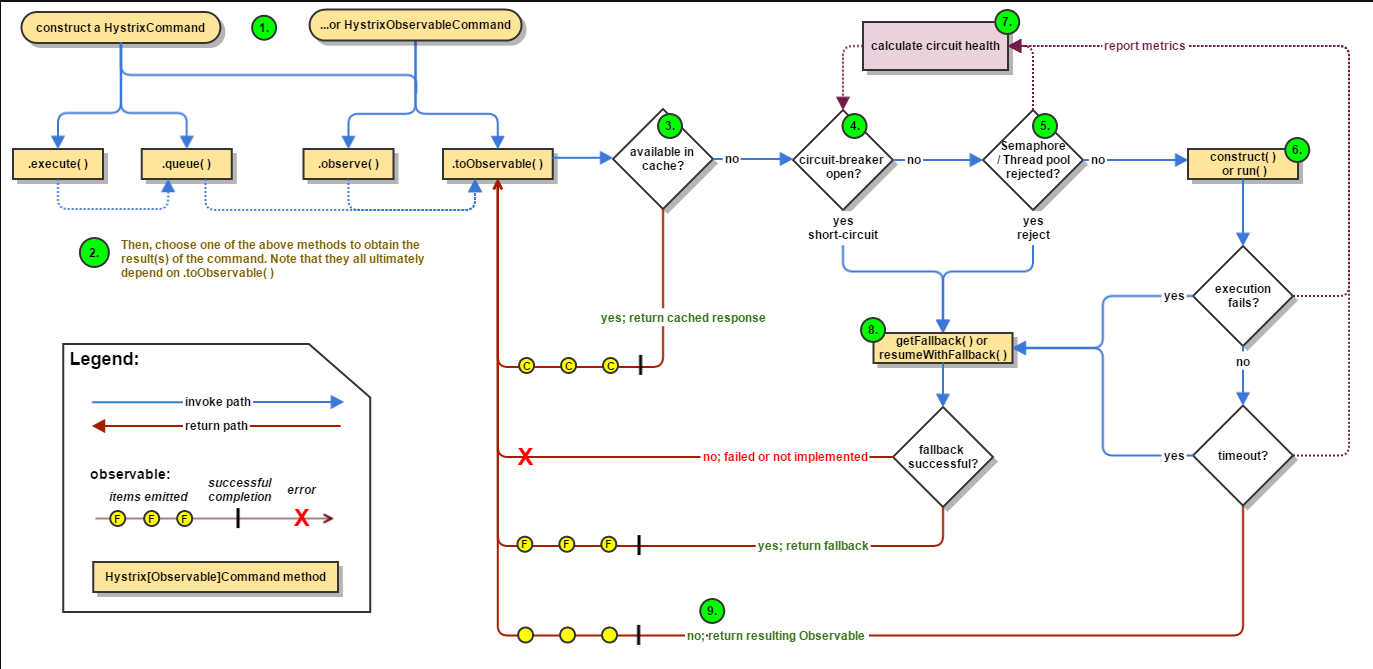 construct a HystrixCommand
1.
...or HystrixObservableCommand
7.
calculate circuit health
report metrics
3.
4.
5.
6.
.execute( )
.queue( )
.observe( )
.toObservable( )
available in
cache?
no
circuit-breaker
open?
no
Semaphore
/ Thread pool
rejected?
no
construct( )
or run( )
2.
Then, choose one of the above methods to obtain the
result(s) of the command. Note that they all ultimately
depend on .toObservable( )
yes
short-circuit
yes
reject
execution
fails?
yes
no
yes; return cached response
C C C
8.
getFallback( ) or
resumeWithFallback( )
Legend:
invoke path
return path
observable:
items emitted
successful
completion
error
F F F
X
Hystrix[Observable]Command method
X
no; failed or not implemented
fallback
successful?
yes
timeout?
F F F
yes; return fallback
9.
no; return resulting Observable